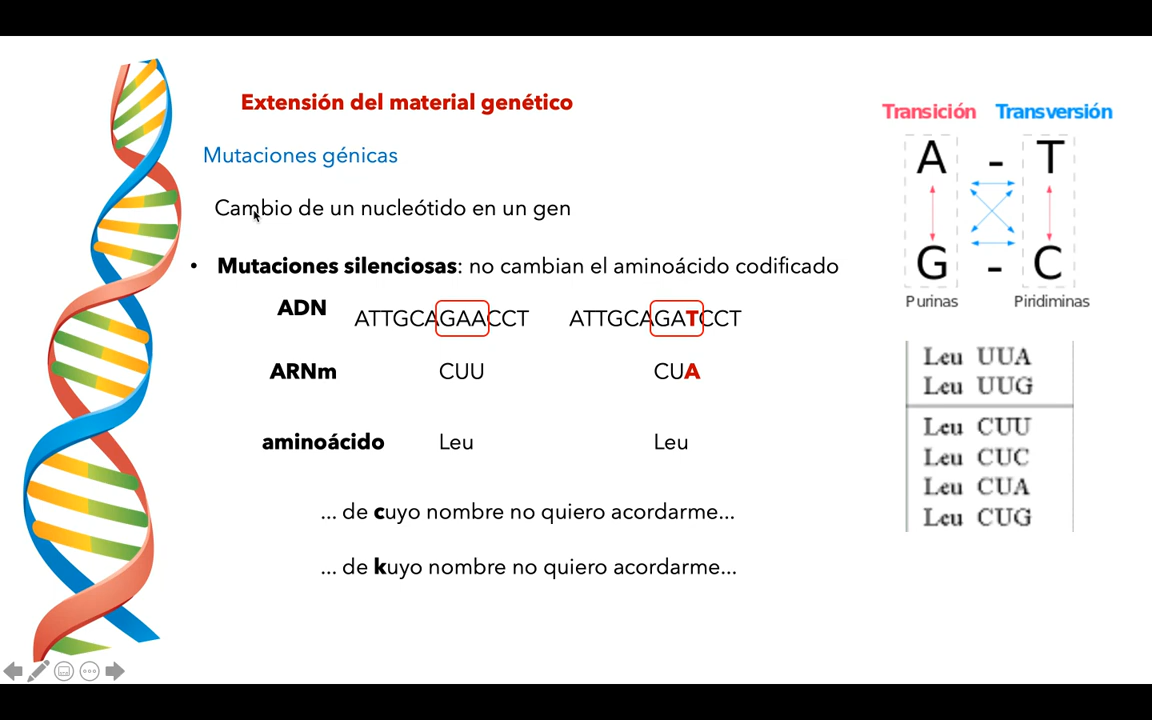 Extensión del material genético
Mutaciones génicas
Cambio de un nucleótido en un gen
• Mutaciones silenciosas: no cambian el aminoácido codificado
ADN ATTGCAGAACCT ATTGCAGATCCT
ARNm CUU CUA
aminoácido Leu Leu
... de cuyo nombre no quiero acordarme...
... de kuyo nombre no quiero acordarme...
Transición Transversión
A - T
G - C
Purinas Piridiminas
Leu UUA
Leu UUG
Leu CUU
Leu CUC
Leu CUA
Leu CUG